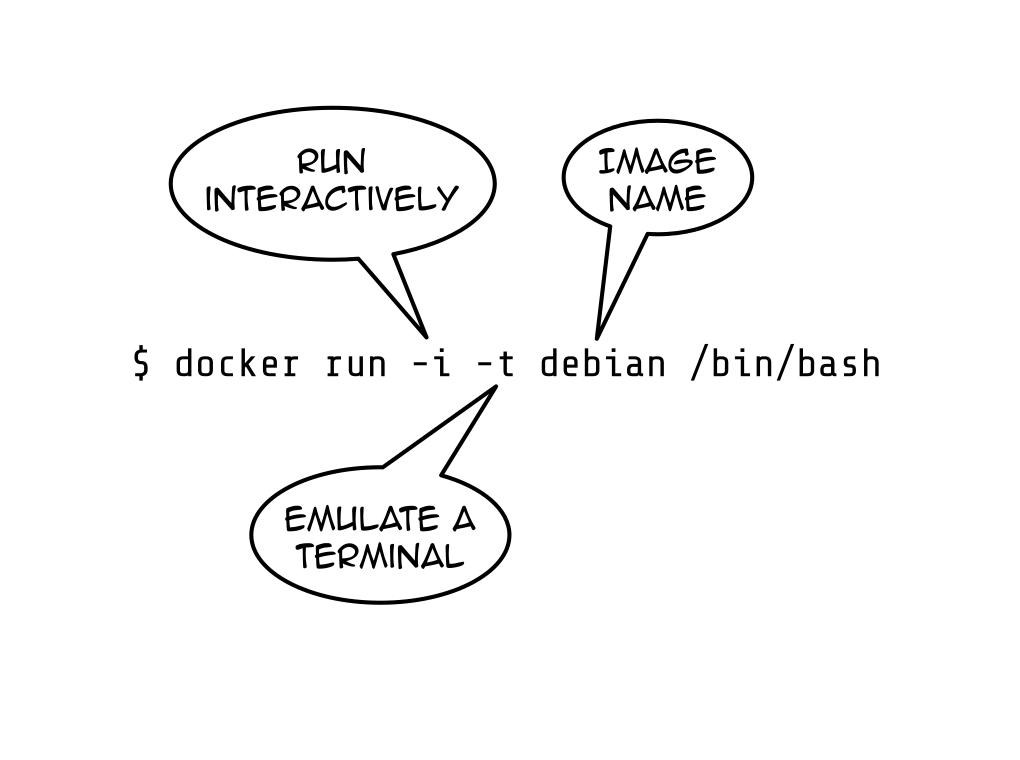 RUN
INTERACTIVELY
IMAGE
NAME
$ docker run -i -t debian /bin/bash
EMULATE A
TERMINAL